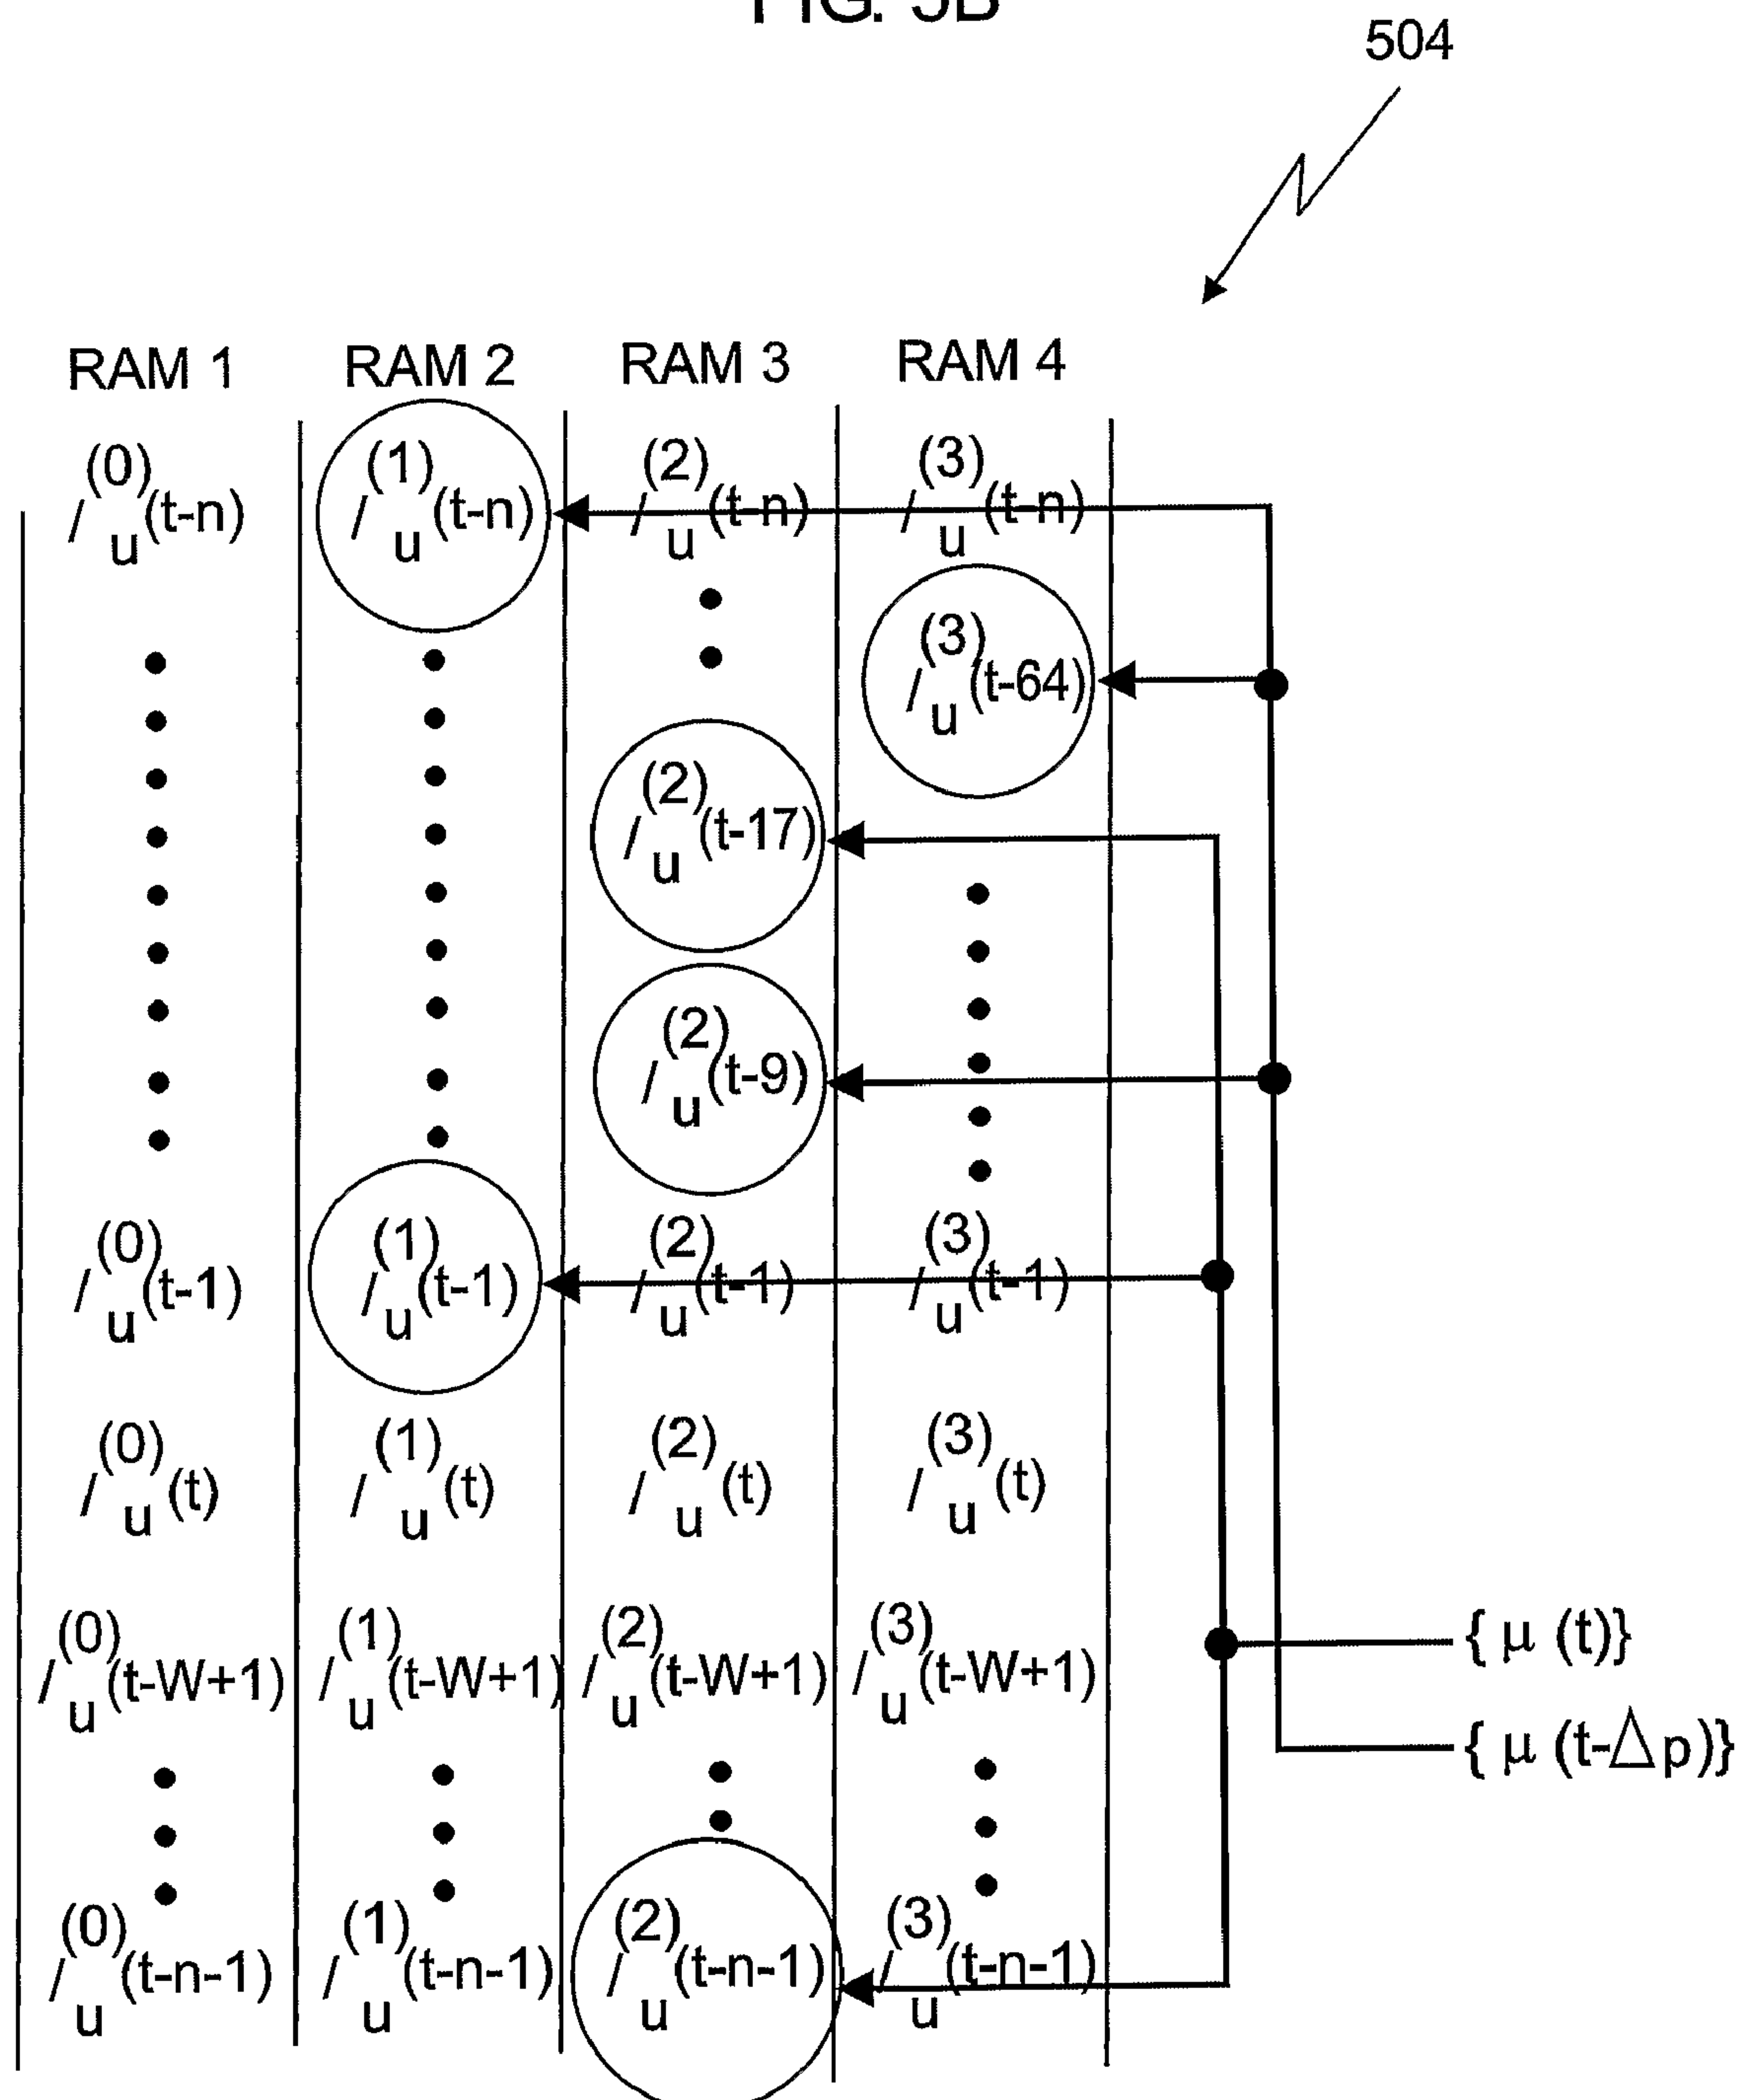 FIG. 5B
504
RAM 1 RAM 2 RAM 3 RAM 4
/u(0)(t-n) /u(1)(t-n) /u(2)(t-n) /u(3)(t-n)
/u(3)(t-64)
/u(2)(t-17)
/u(2)(t-9)
/u(0)(t-1) /u(1)(t-1) /u(2)(t-1) /u(3)(t-1)
/u(0)(t) /u(1)(t) /u(2)(t) /u(3)(t)
/u(0)(t-W+1) /u(1)(t-W+1) /u(2)(t-W+1) /u(3)(t-W+1)
{ μ (t)}
{ μ (t-Δp)}
/u(0)(t-n-1) /u(1)(t-n-1) /u(2)(t-n-1) /u(3)(t-n-1)